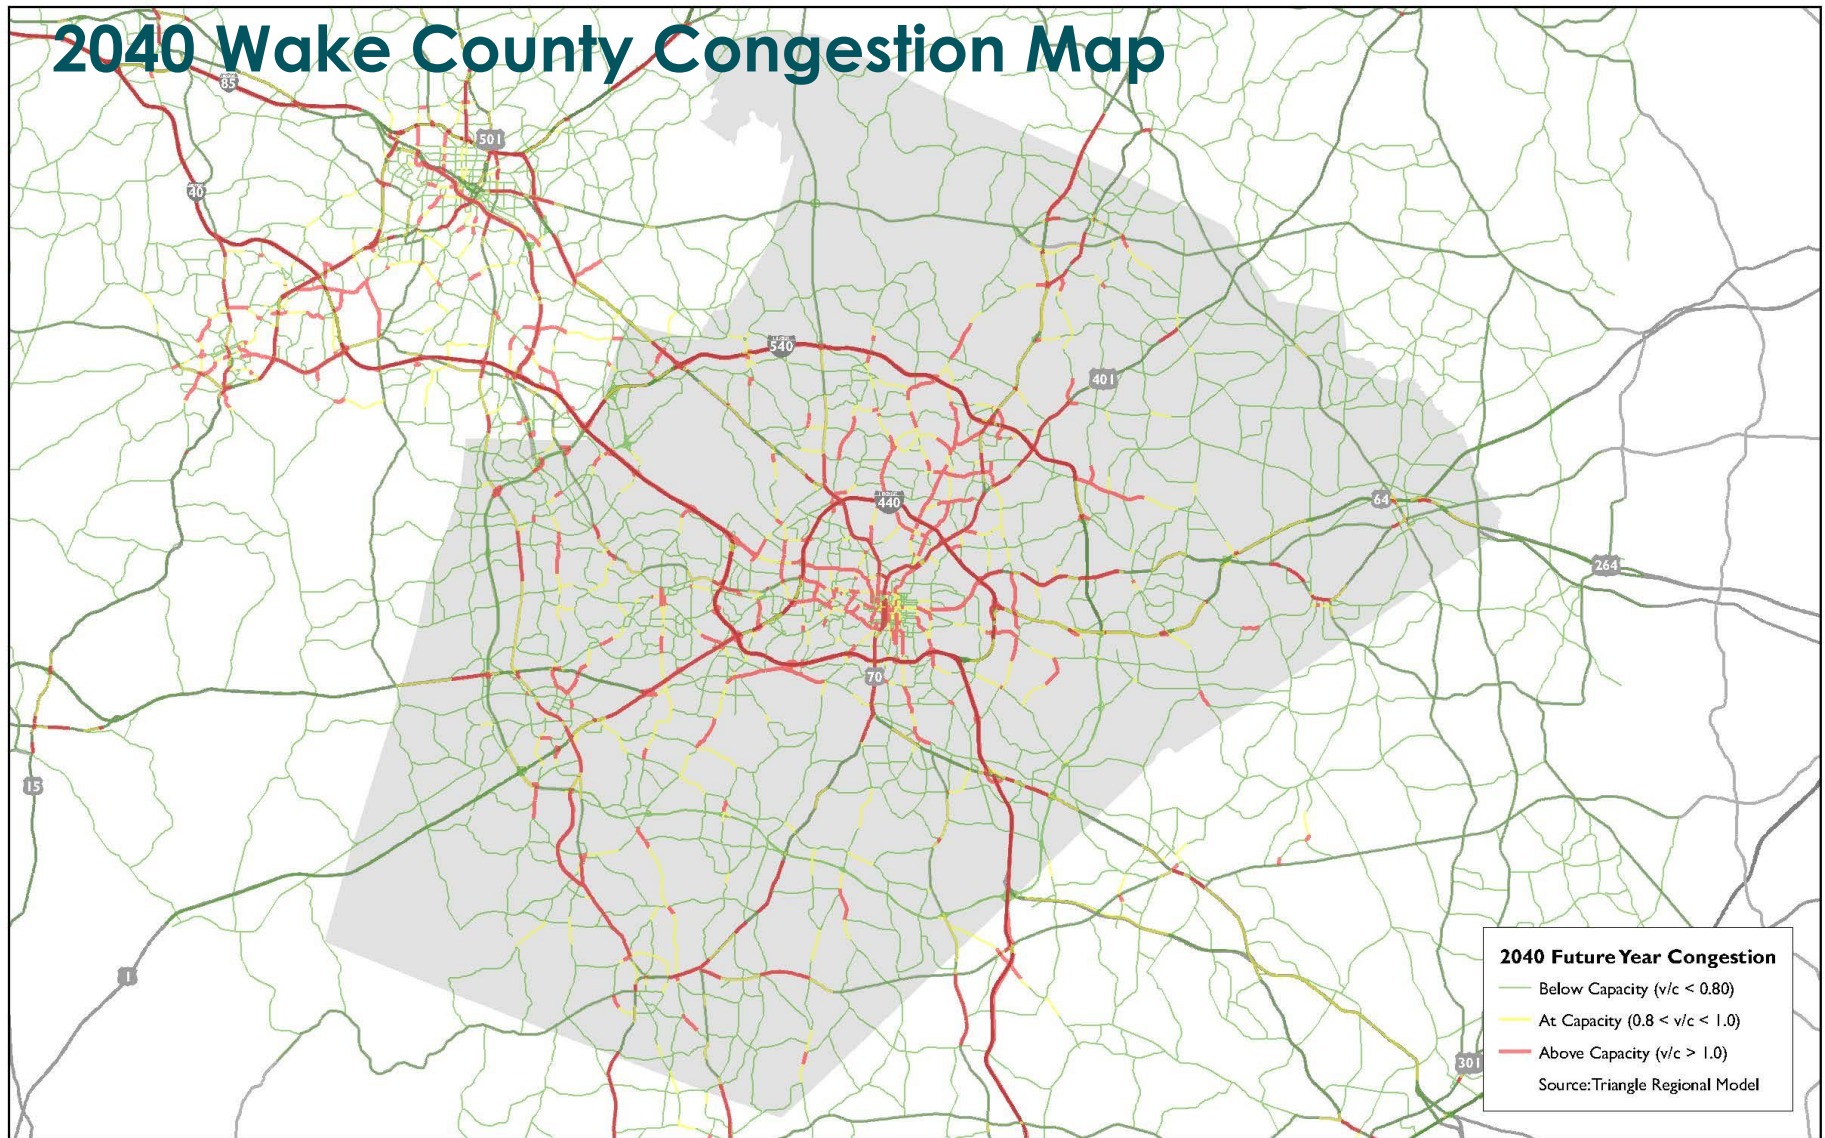 2040 Wake County Congestion Map
85
501
40
540
401
440
64
264
70
15
1
301
2040 Future Year Congestion
Below Capacity (v/c < 0.80)
At Capacity (0.8 < v/c < 1.0)
Above Capacity (v/c > 1.0)
Source: Triangle Regional Model